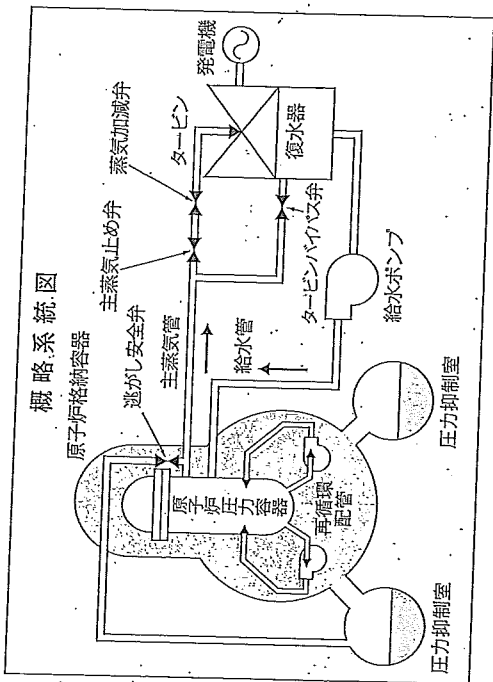 概略系統図
原子炉格納容器
逃がし安全弁
主蒸気管
主蒸気止め弁
蒸気加減弁
タービン
発電機
復水器
タービンバイパス弁
給水管
給水ポンプ
原子炉圧力容器
再循環
配管
圧力抑制室
圧力抑制室